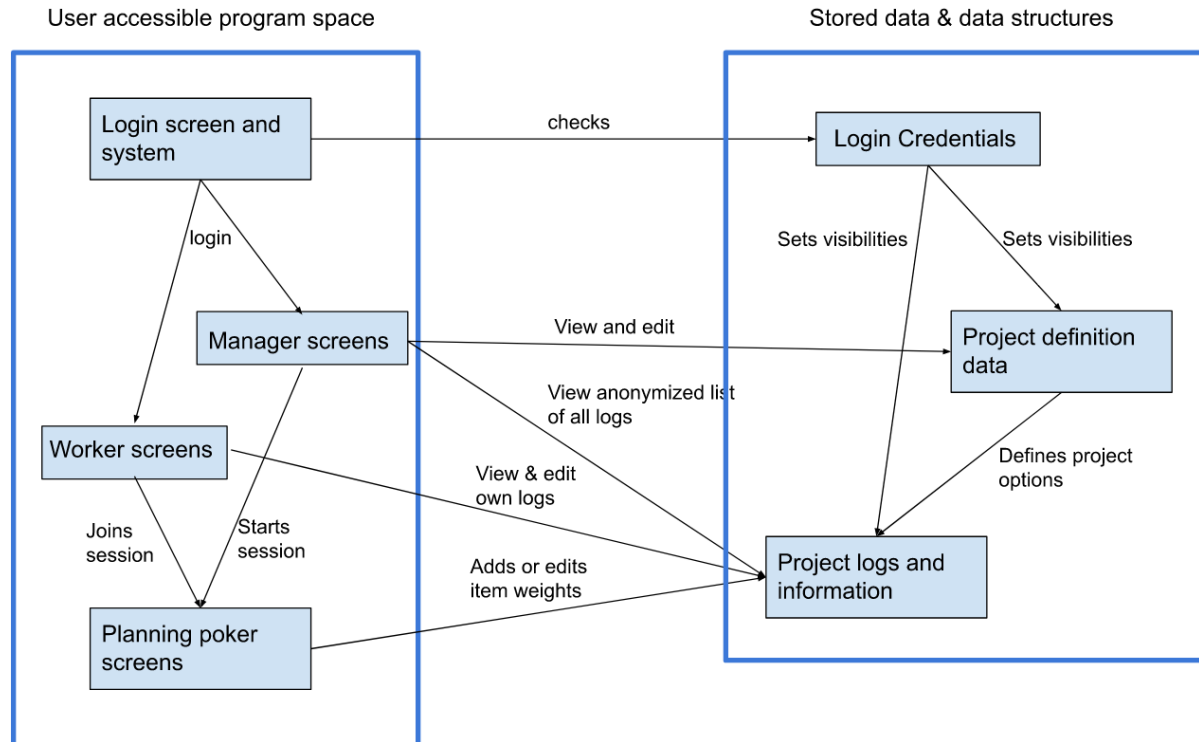 User accessible program space
Stored data & data structures
Login screen and
system
checks
Login Credentials
login
Sets visibilities
Sets visibilities
Manager screens
View and edit
Project definition
data
View anonymized list
of all logs
Worker screens
View & edit
own logs
Defines project
options
Joins
session
Starts
session
Adds or edits
item weights
Project logs and
information
Planning poker
screens